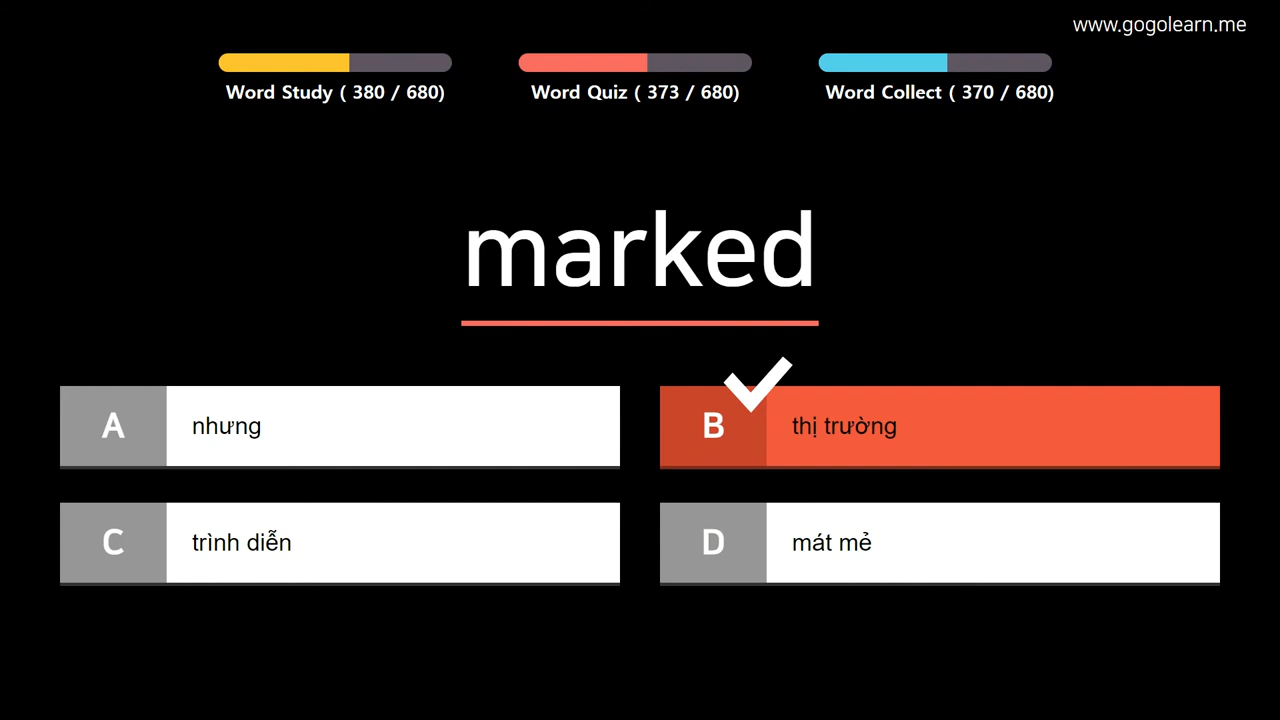 www.gogolearn.me
Word Study ( 380 / 680)
Word Quiz ( 373 / 680)
Word Collect ( 370 / 680)
marked
A nhưng
B thị trường
C trình diễn
D mát mẻ